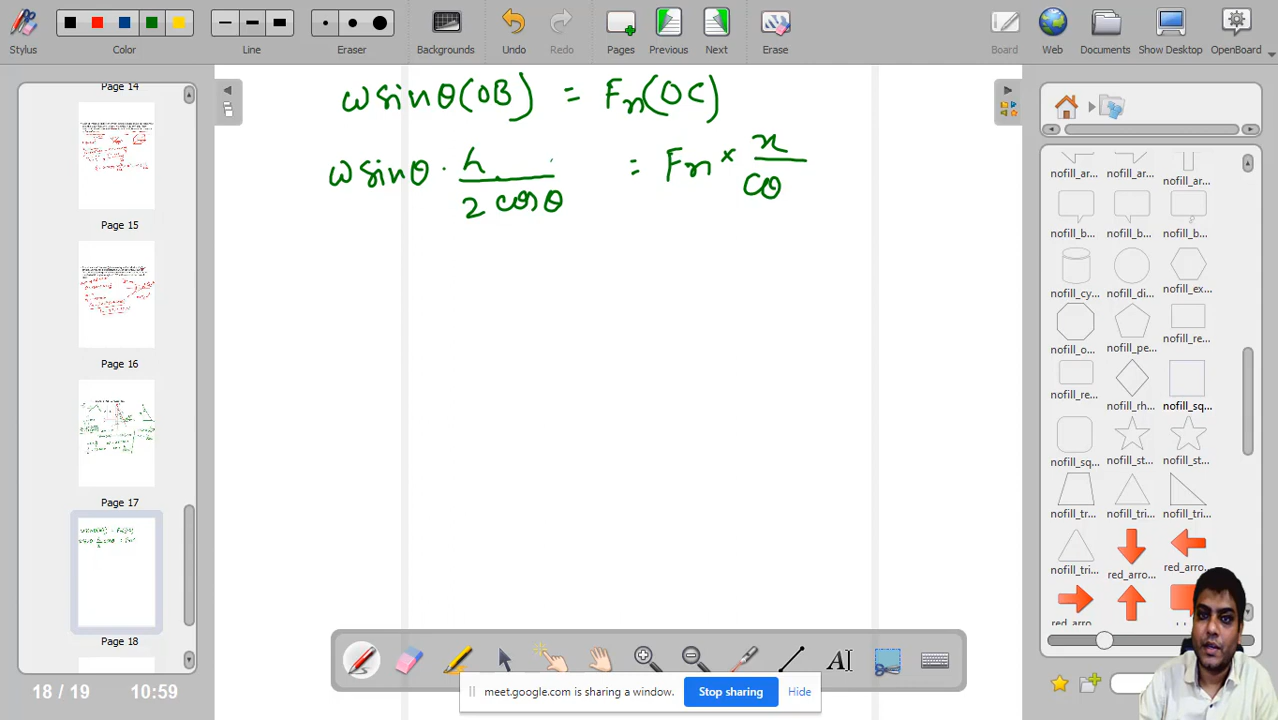 Stylus
Color
Line
Eraser
Backgrounds
Undo
Redo
Pages
Previous
Next
Erase
Board
Web
Documents
Show Desktop
OpenBoard
Page 14
Page 15
Page 16
Page 17
Page 18
18 / 19
10:59
w sinθ(OB) = Fn(OC)
w sinθ · h / 2 cosθ = Fn × x / cθ
nofill_ar...
nofill_ar...
nofill_ar...
nofill_b...
nofill_b...
nofill_b...
nofill_cy...
nofill_di...
nofill_ex...
nofill_o...
nofill_pe...
nofill_re...
nofill_re...
nofill_rh...
nofill_sq...
nofill_sq...
nofill_st...
nofill_st...
nofill_tr...
nofill_tri...
nofill_tri...
nofill_tri...
red_arro...
red_arro...
meet.google.com is sharing a window.
Stop sharing
Hide